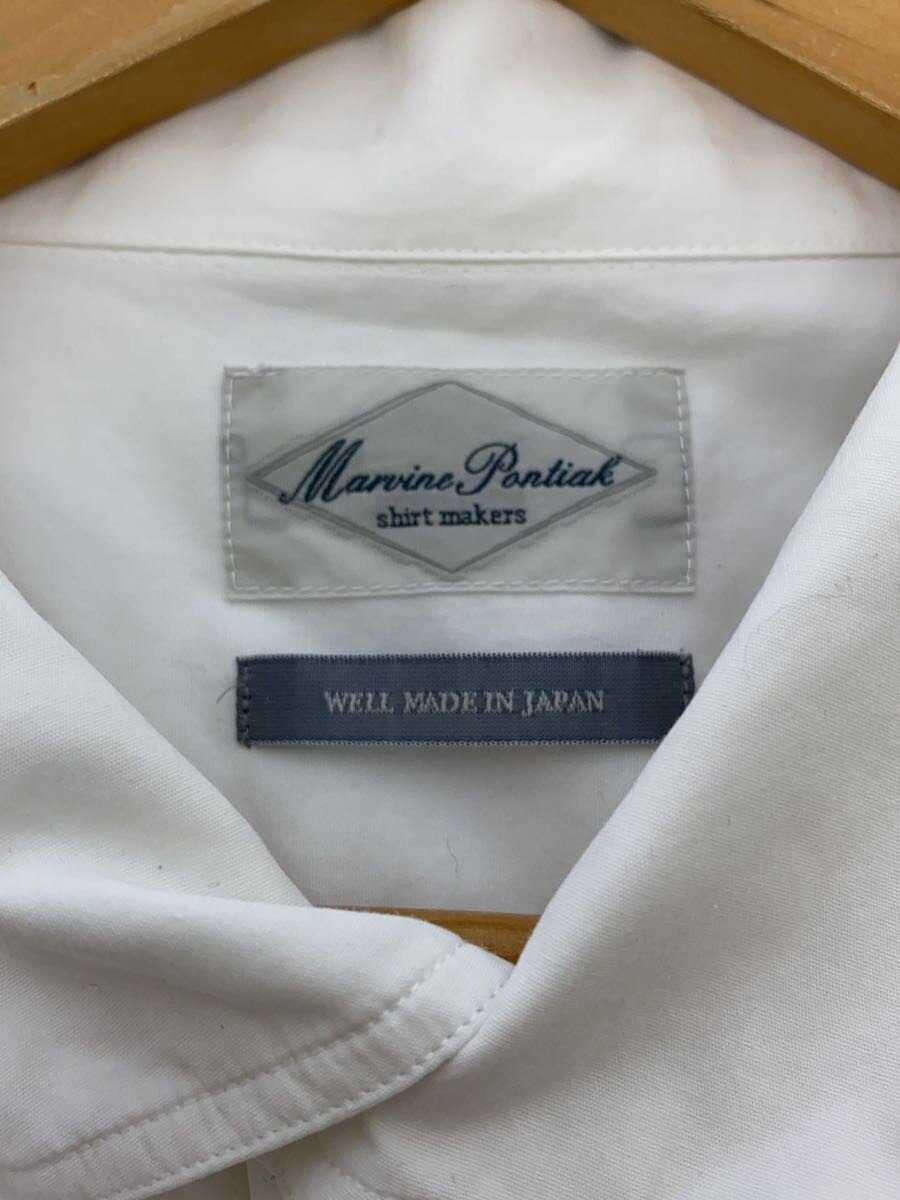 Marvine Pontiak
shirt makers
WELL MADE IN JAPAN